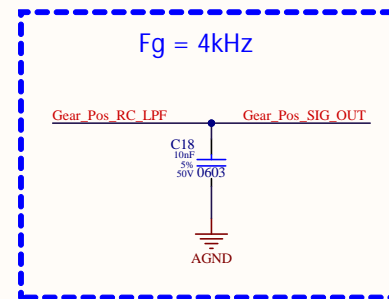 Fg = 4kHz
Gear_Pos_RC_LPF
Gear_Pos_SIG_OUT
C18
10nF
5%
50V 0603
AGND